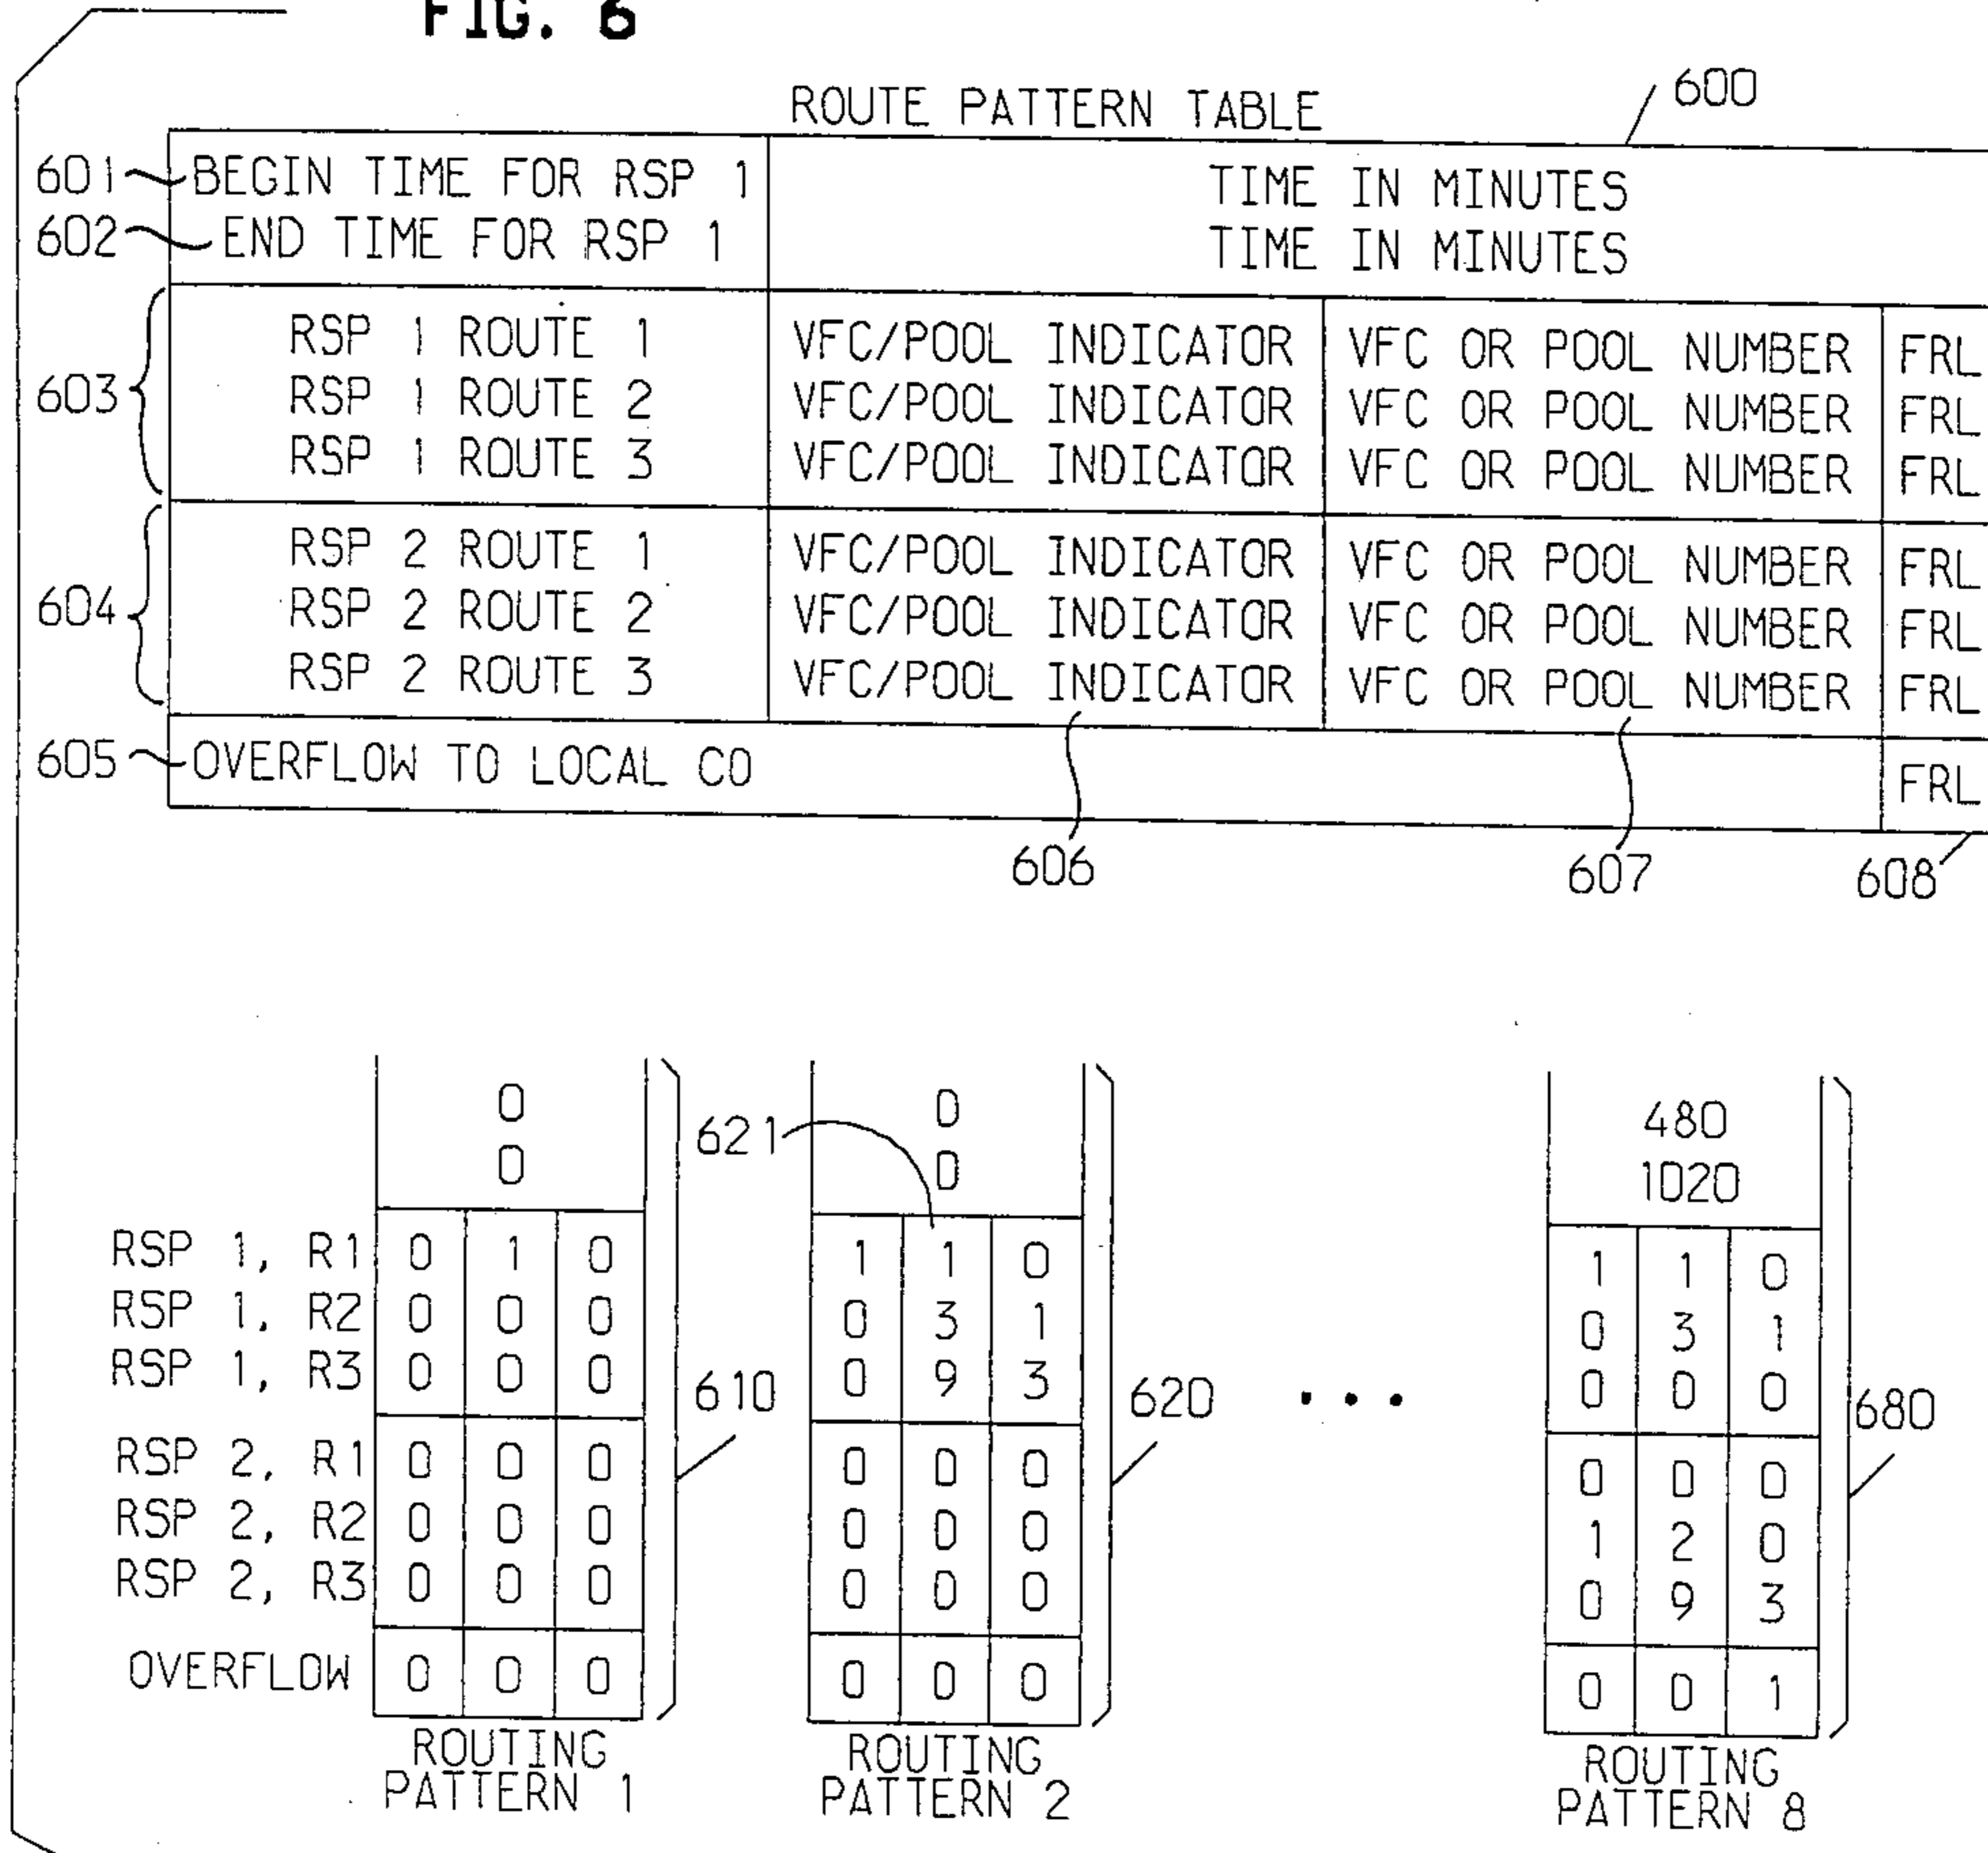 FIG. 6
ROUTE PATTERN TABLE
600
601 BEGIN TIME FOR RSP 1 TIME IN MINUTES
602 END TIME FOR RSP 1 TIME IN MINUTES
603
RSP 1 ROUTE 1 VFC/POOL INDICATOR VFC OR POOL NUMBER FRL
RSP 1 ROUTE 2 VFC/POOL INDICATOR VFC OR POOL NUMBER FRL
RSP 1 ROUTE 3 VFC/POOL INDICATOR VFC OR POOL NUMBER FRL
604
RSP 2 ROUTE 1 VFC/POOL INDICATOR VFC OR POOL NUMBER FRL
RSP 2 ROUTE 2 VFC/POOL INDICATOR VFC OR POOL NUMBER FRL
RSP 2 ROUTE 3 VFC/POOL INDICATOR VFC OR POOL NUMBER FRL
605 OVERFLOW TO LOCAL CO FRL
606 607 608
0 0 480
0 0 1020
621
RSP 1, R1 0 1 0 1 1 0 1 1 0
RSP 1, R2 0 0 0 0 3 1 0 3 1
RSP 1, R3 0 0 0 0 9 3 0 0 0
610 620 ... 680
RSP 2, R1 0 0 0 0 0 0 0 0 0
RSP 2, R2 0 0 0 0 0 0 1 2 0
RSP 2, R3 0 0 0 0 0 0 0 9 3
OVERFLOW 0 0 0 0 0 0 0 0 1
ROUTING ROUTING ROUTING
PATTERN 1 PATTERN 2 PATTERN 8